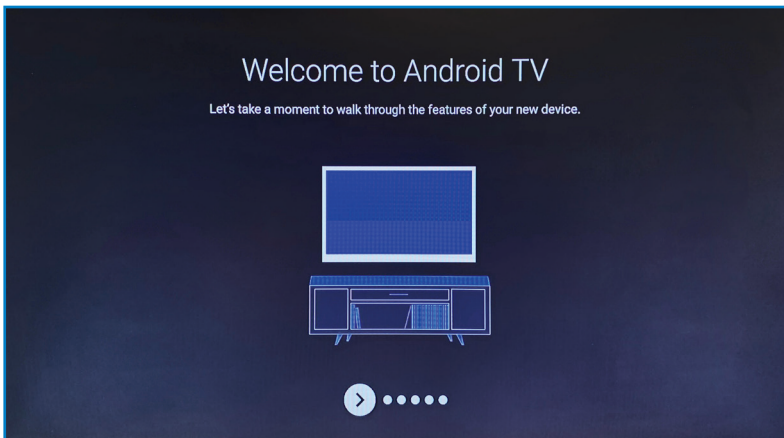 Welcome to Android TV
Let's take a moment to walk through the features of your new device.